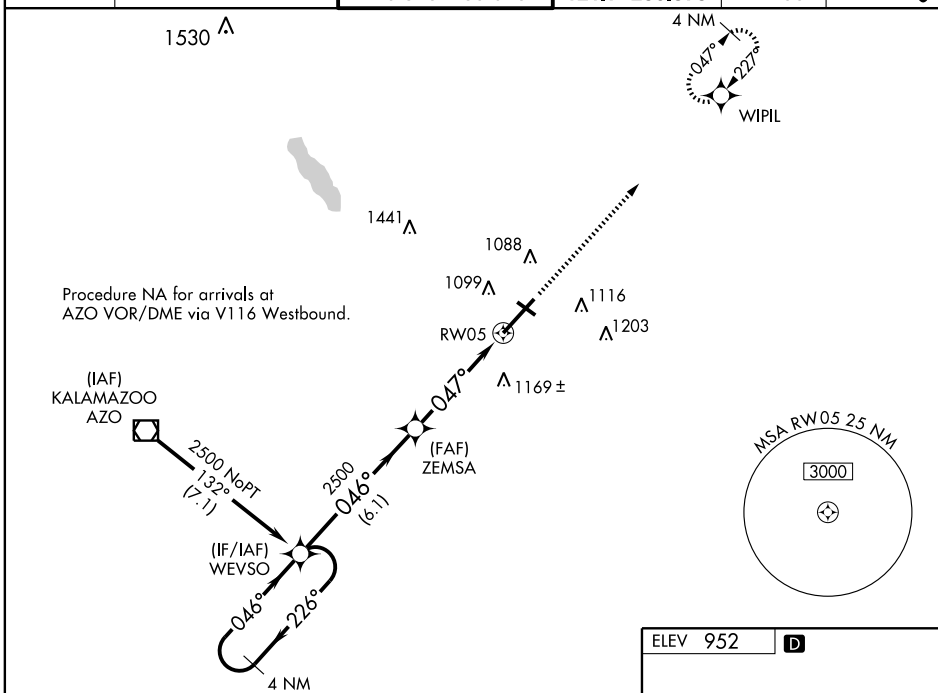 1530
4 NM
047°
227°
WIPIL
1441
1088
1099
1116
1203
Procedure NA for arrivals at
AZO VOR/DME via V116 Westbound.
RW05
1169 ±
(IAF)
KALAMAZOO
AZO
047°
(FAF)
ZEMSA
2500 NoPT
132°
(7.1)
2500
046°
(6.1)
MSA RW05 25 NM
3000
(IF/IAF)
WEVSO
046°
226°
4 NM
ELEV 952 D